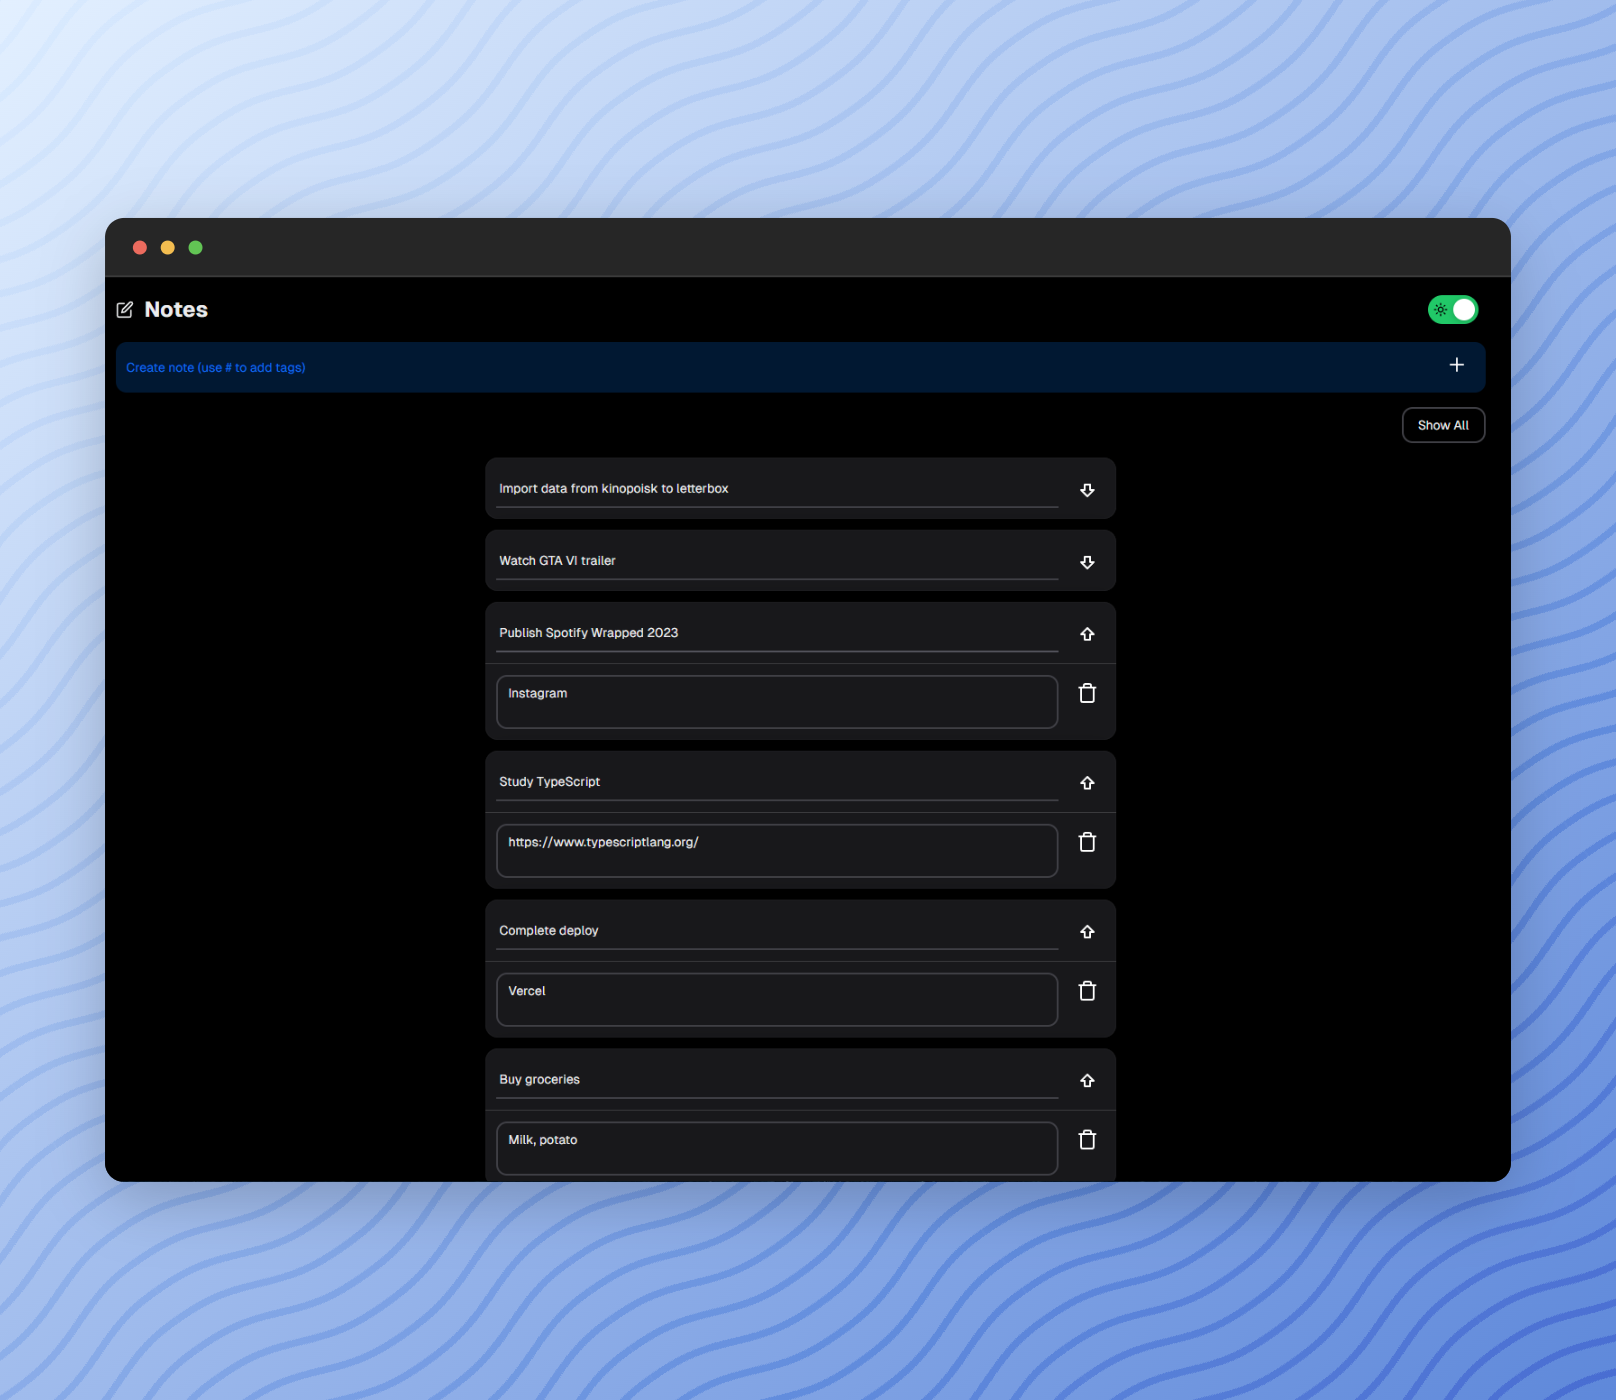 Notes
Create note (use # to add tags)
Show All
Import data from kinopoisk to letterbox
Watch GTA VI trailer
Publish Spotify Wrapped 2023
Instagram
Study TypeScript
https://www.typescriptlang.org/
Complete deploy
Vercel
Buy groceries
Milk, potato